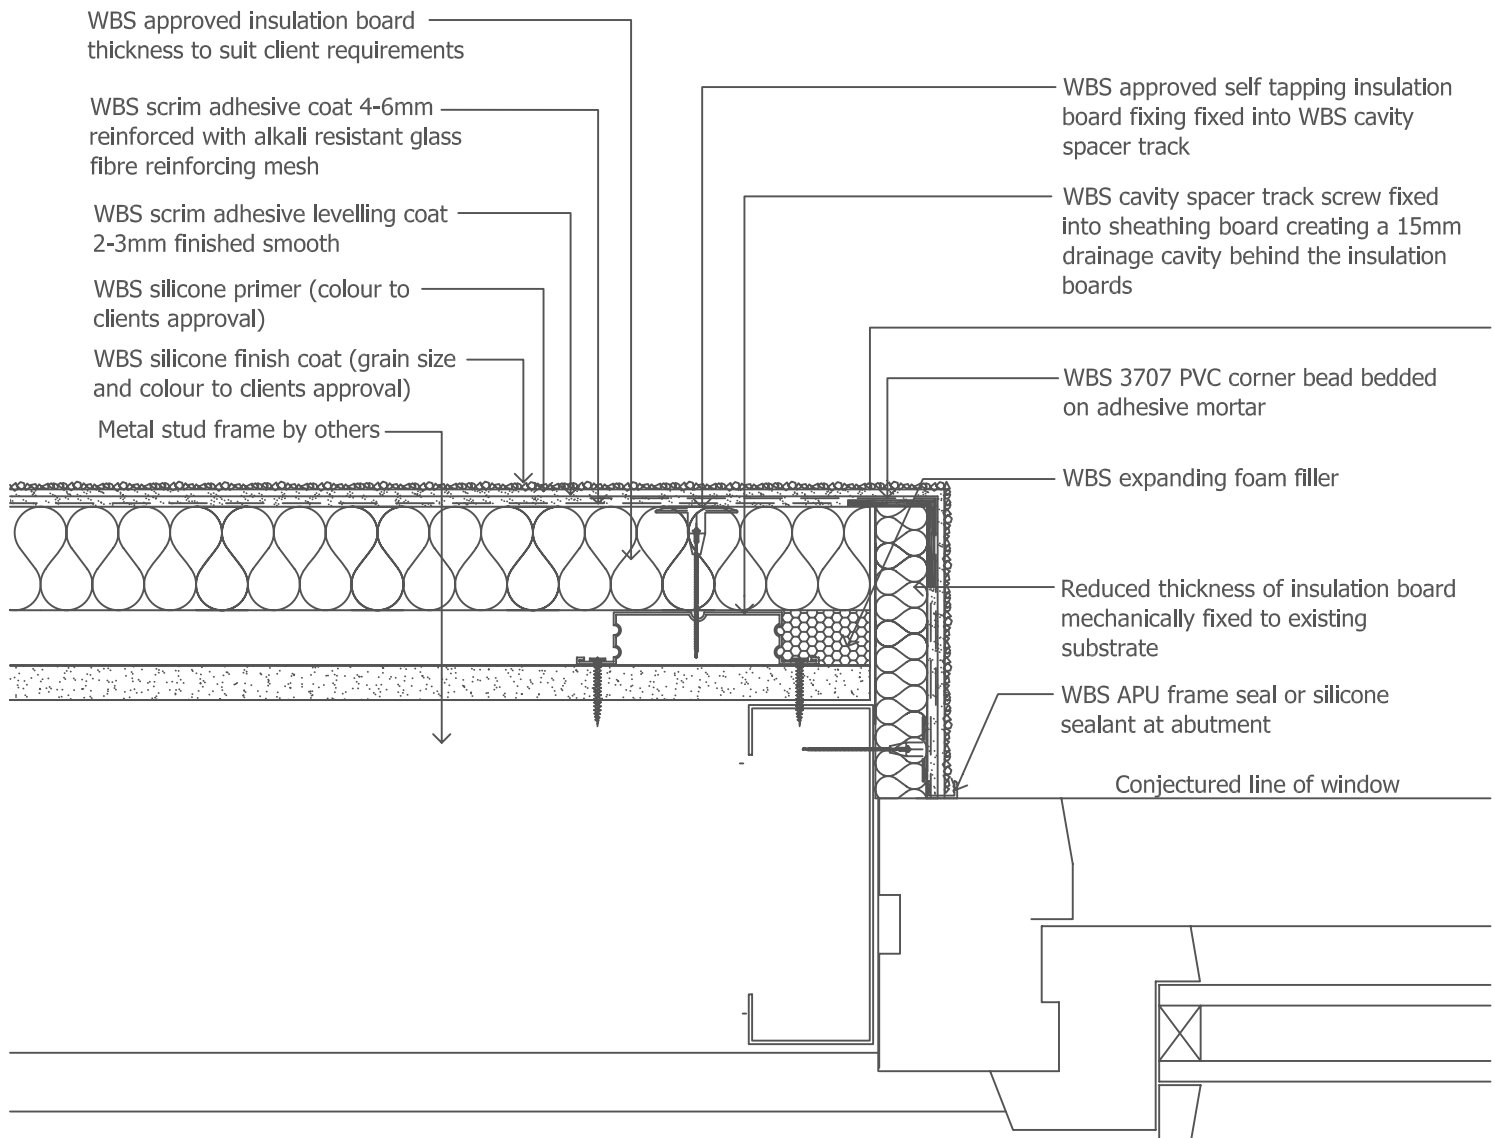 WBS approved insulation board
thickness to suit client requirements
WBS scrim adhesive coat 4-6mm
reinforced with alkali resistant glass
fibre reinforcing mesh
WBS scrim adhesive levelling coat
2-3mm finished smooth
WBS silicone primer (colour to
clients approval)
WBS silicone finish coat (grain size
and colour to clients approval)
Metal stud frame by others
WBS approved self tapping insulation
board fixing fixed into WBS cavity
spacer track
WBS cavity spacer track screw fixed
into sheathing board creating a 15mm
drainage cavity behind the insulation
boards
WBS 3707 PVC corner bead bedded
on adhesive mortar
WBS expanding foam filler
Reduced thickness of insulation board
mechanically fixed to existing
substrate
WBS APU frame seal or silicone
sealant at abutment
Conjectured line of window